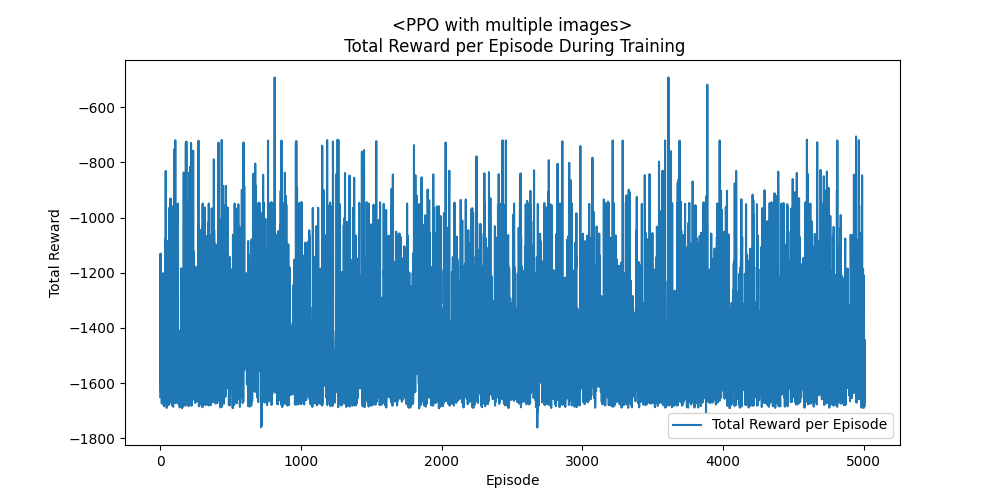 <PPO with multiple images>
Total Reward per Episode During Training
Total Reward
−600
−800
−1000
−1200
−1400
−1600
−1800
Total Reward per Episode
0
1000
2000
3000
4000
5000
Episode